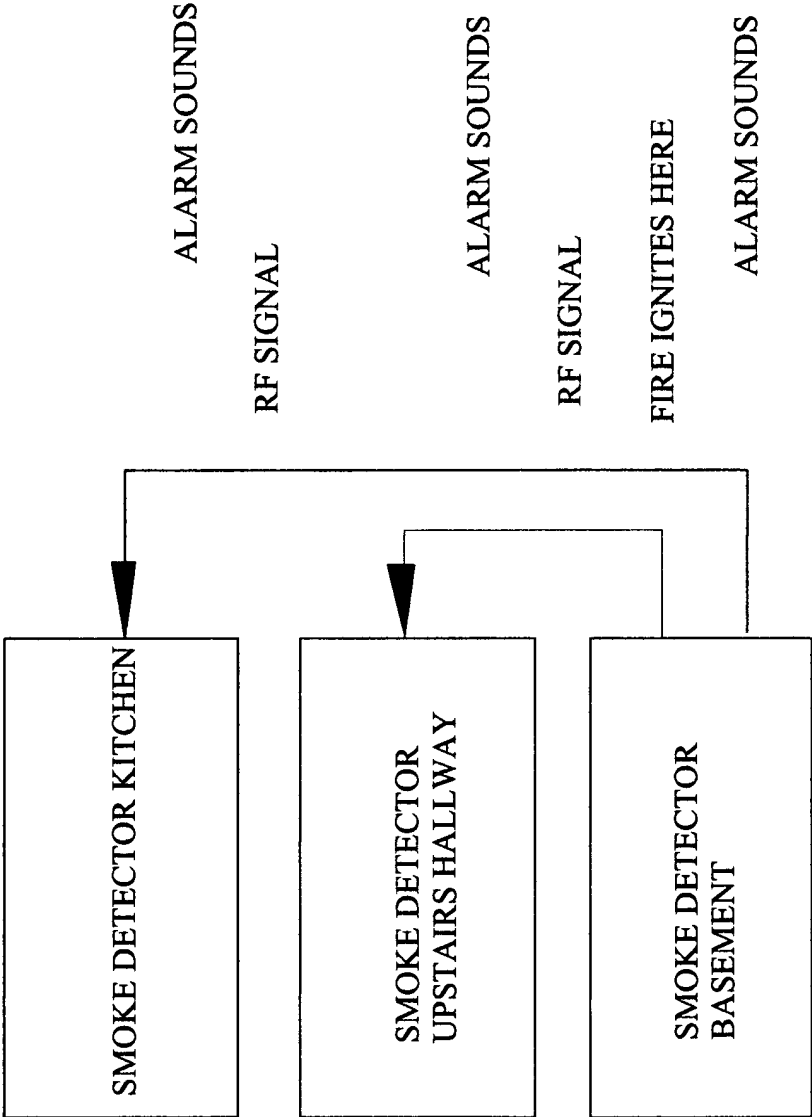 SMOKE DETECTOR KITCHEN
ALARM SOUNDS
RF SIGNAL
SMOKE DETECTOR
UPSTAIRS HALLWAY
ALARM SOUNDS
RF SIGNAL
FIRE IGNITES HERE
SMOKE DETECTOR
BASEMENT
ALARM SOUNDS